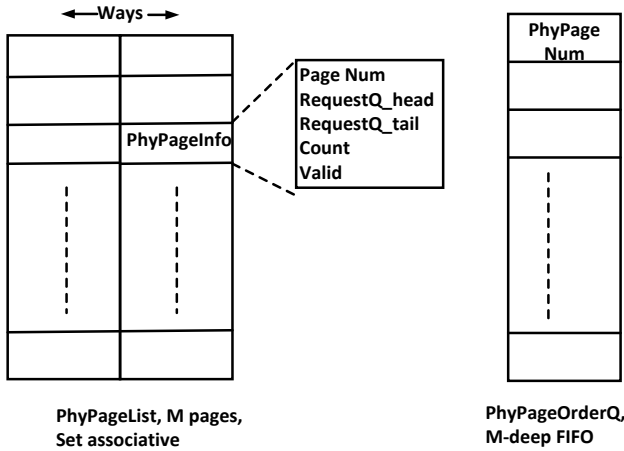 Ways
PhyPageInfo
Page Num
RequestQ_head
RequestQ_tail
Count
Valid
PhyPage
Num
PhyPageList, M pages,
Set associative
PhyPageOrderQ,
M-deep FIFO